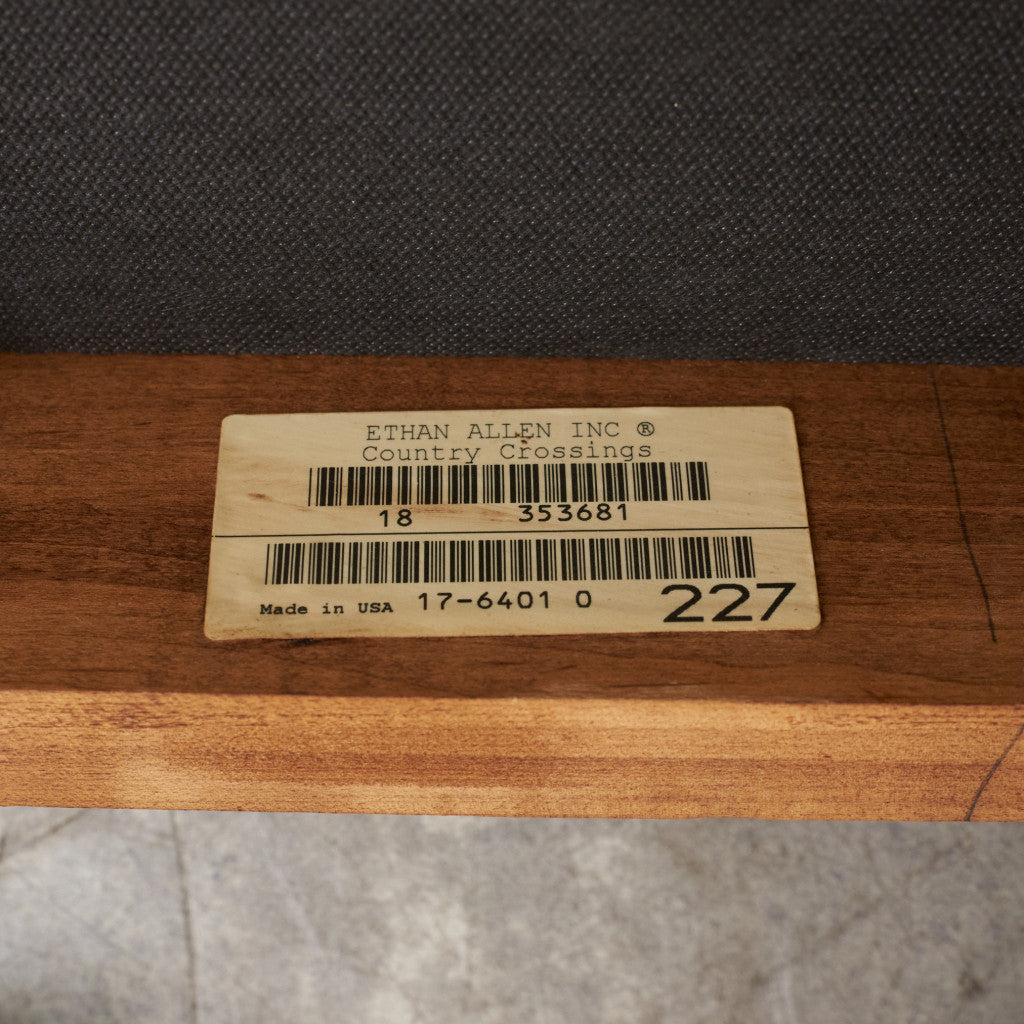 ETHAN ALLEN INC ®
Country Crossings
18 353681
Made in USA 17-6401 0 227